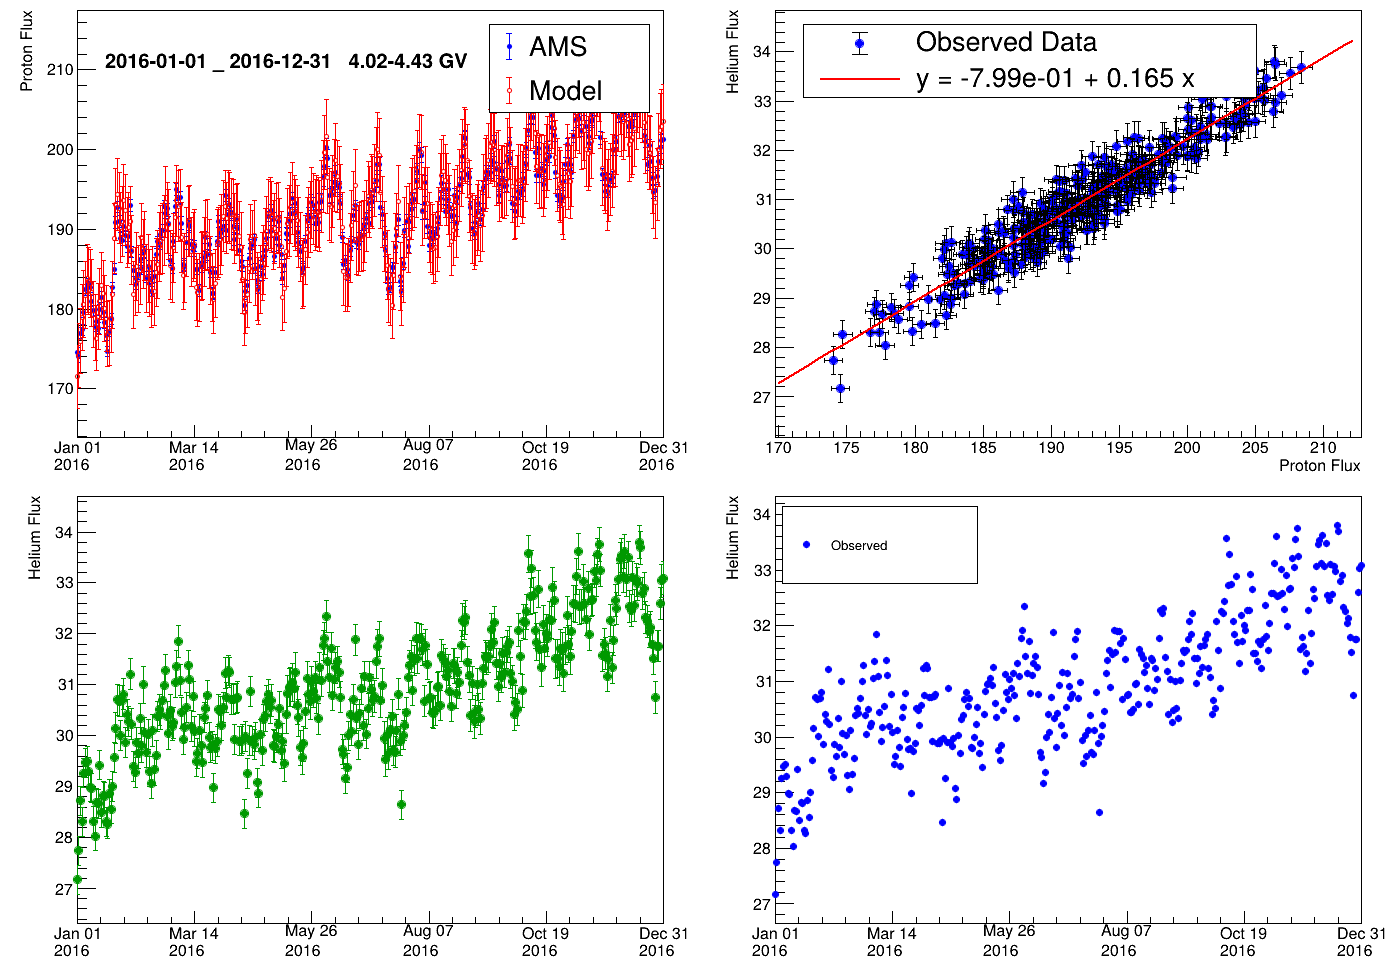 Proton Flux
210
200
190
180
170
2016-01-01 _ 2016-12-31   4.02-4.43 GV
AMS
Model
Jan 01 2016
Mar 14 2016
May 26 2016
Aug 07 2016
Oct 19 2016
Dec 31 2016
Helium Flux
34
33
32
31
30
29
28
27
Observed Data
y = -7.99e-01 + 0.165 x
170 175 180 185 190 195 200 205 210
Proton Flux
Helium Flux
34
33
32
31
30
29
28
27
Jan 01 2016
Mar 14 2016
May 26 2016
Aug 07 2016
Oct 19 2016
Dec 31 2016
Helium Flux
34
33
32
31
30
29
28
27
Observed
Jan 01 2016
Mar 14 2016
May 26 2016
Aug 07 2016
Oct 19 2016
Dec 31 2016